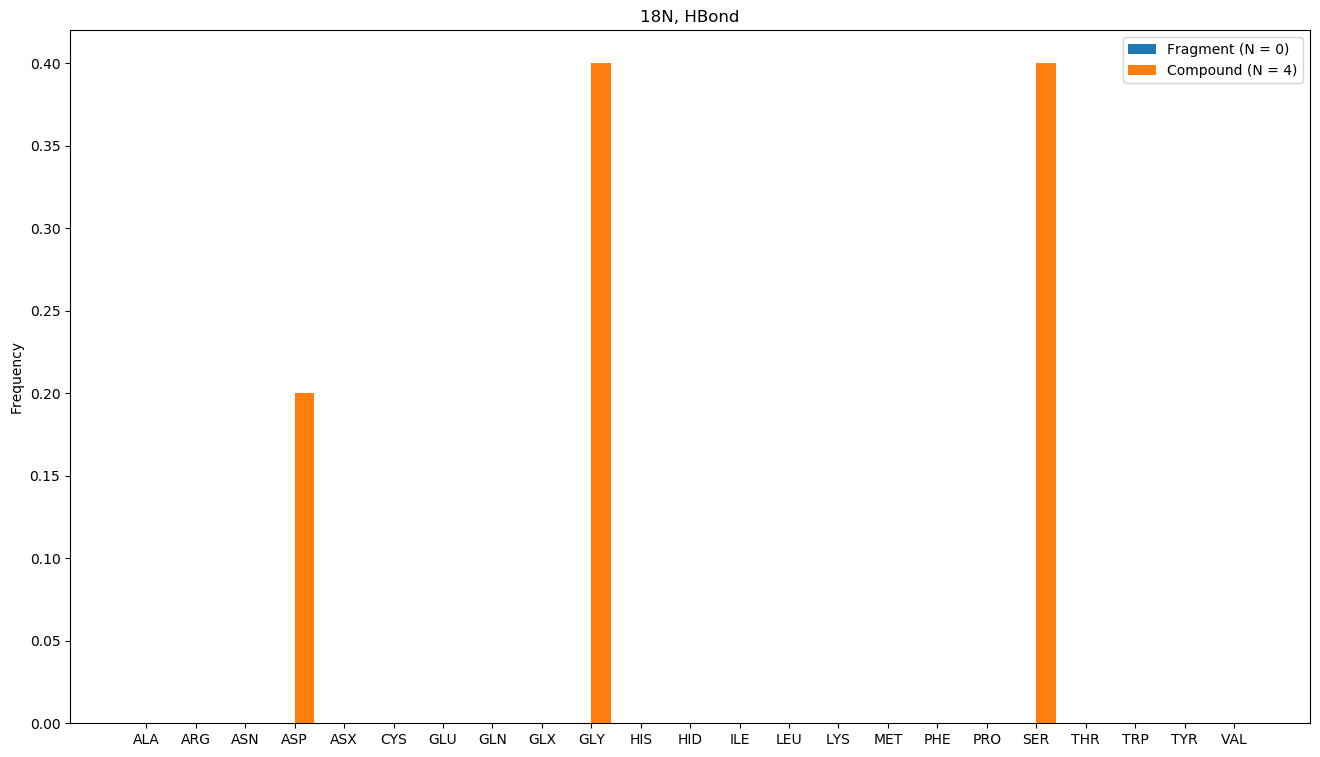 18N, HBond
Fragment (N = 0)
Compound (N = 4)
Frequency
0.40
0.35
0.30
0.25
0.20
0.15
0.10
0.05
0.00
ALA ARG ASN ASP ASX CYS GLU GLN GLX GLY HIS HID ILE LEU LYS MET PHE PRO SER THR TRP TYR VAL